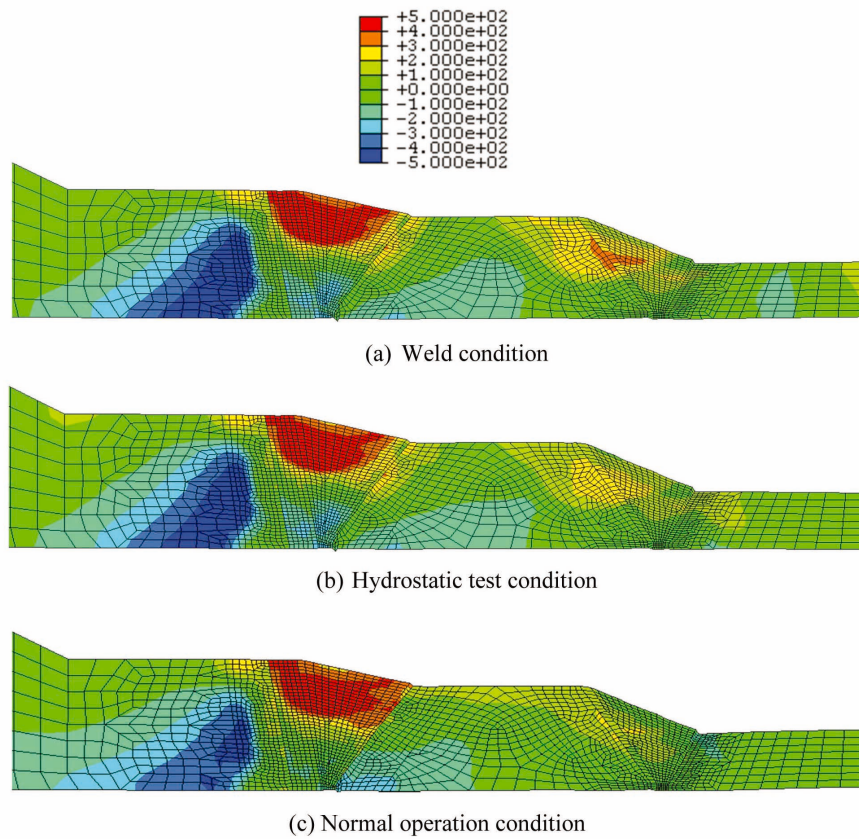 +5.000e+02
+4.000e+02
+3.000e+02
+2.000e+02
+1.000e+02
+0.000e+00
-1.000e+02
-2.000e+02
-3.000e+02
-4.000e+02
-5.000e+02
(a) Weld condition
(b) Hydrostatic test condition
(c) Normal operation condition